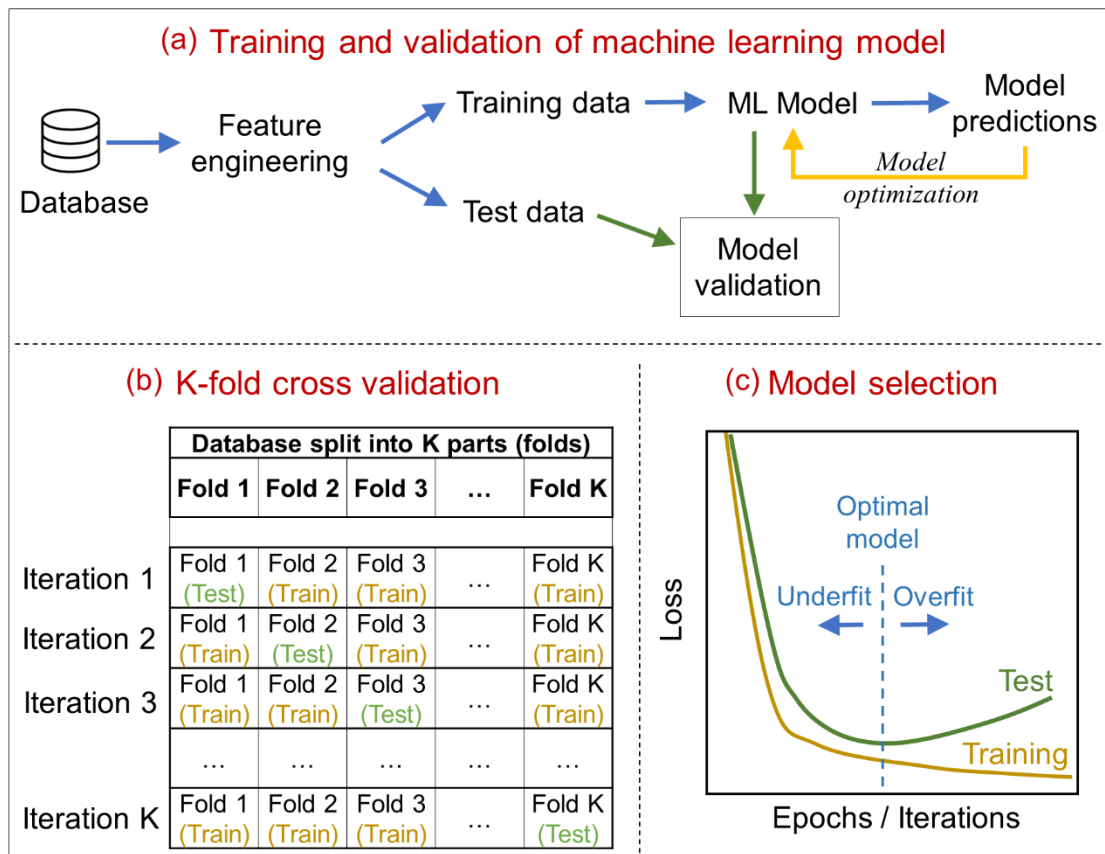 (a) Training and validation of machine learning model
Database
Feature
engineering
Training data
Test data
ML Model
Model
predictions
Model
optimization
Model
validation
(b) K-fold cross validation
Database split into K parts (folds)
Fold 1 Fold 2 Fold 3 ... Fold K
Iteration 1
Fold 1 Fold 2 Fold 3 ... Fold K
(Test) (Train) (Train) (Train)
Iteration 2
Fold 1 Fold 2 Fold 3 ... Fold K
(Train) (Test) (Train) (Train)
Iteration 3
Fold 1 Fold 2 Fold 3 ... Fold K
(Train) (Train) (Test) (Train)
... ... ... ... ...
Iteration K
Fold 1 Fold 2 Fold 3 ... Fold K
(Train) (Train) (Train) (Test)
(c) Model selection
Loss
Optimal
model
Underfit
Overfit
Test
Training
Epochs / Iterations